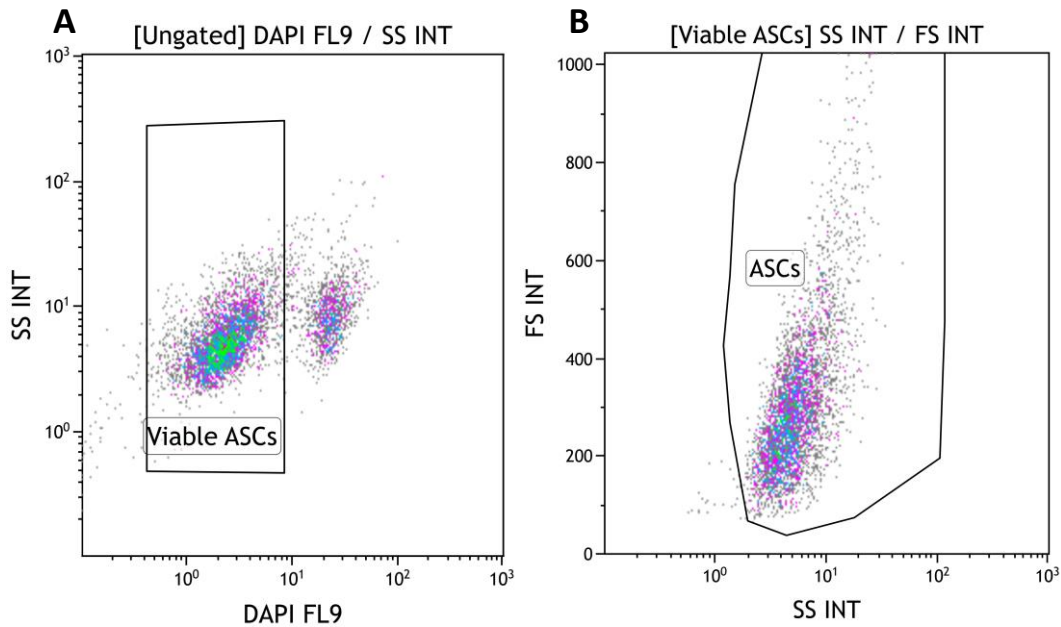 A
[Ungated] DAPI FL9 / SS INT
10³
10²
10¹
10⁰
SS INT
Viable ASCs
10⁰
10¹
10²
10³
DAPI FL9
B
[Viable ASCs] SS INT / FS INT
1000
800
600
400
200
0
FS INT
ASCs
10⁰
10¹
10²
10³
SS INT